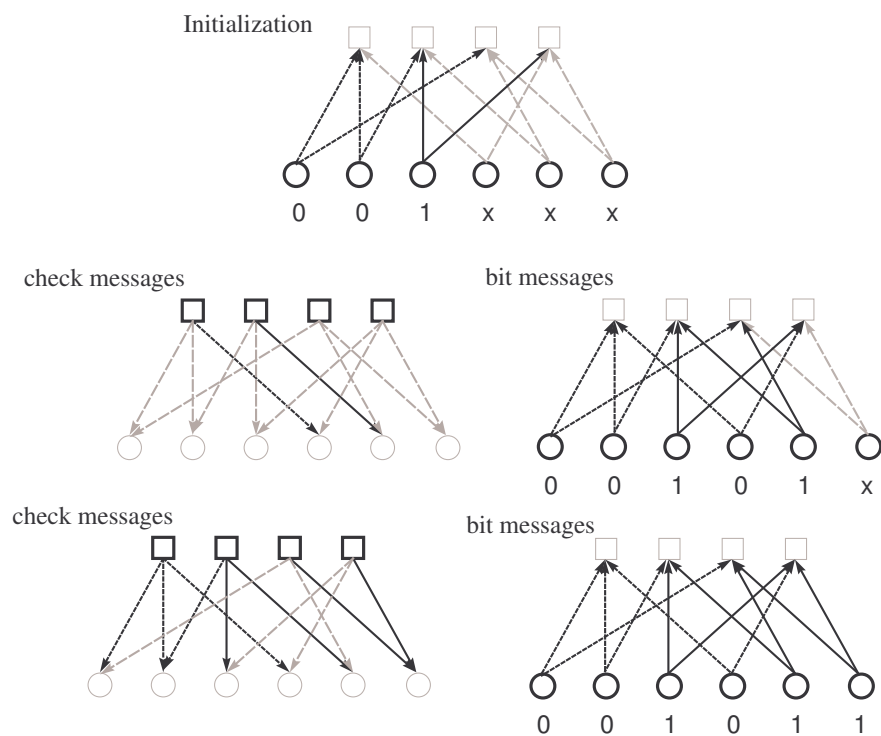 Initialization
0 0 1 x x x
check messages
bit messages
0 0 1 0 1 x
check messages
bit messages
0 0 1 0 1 1